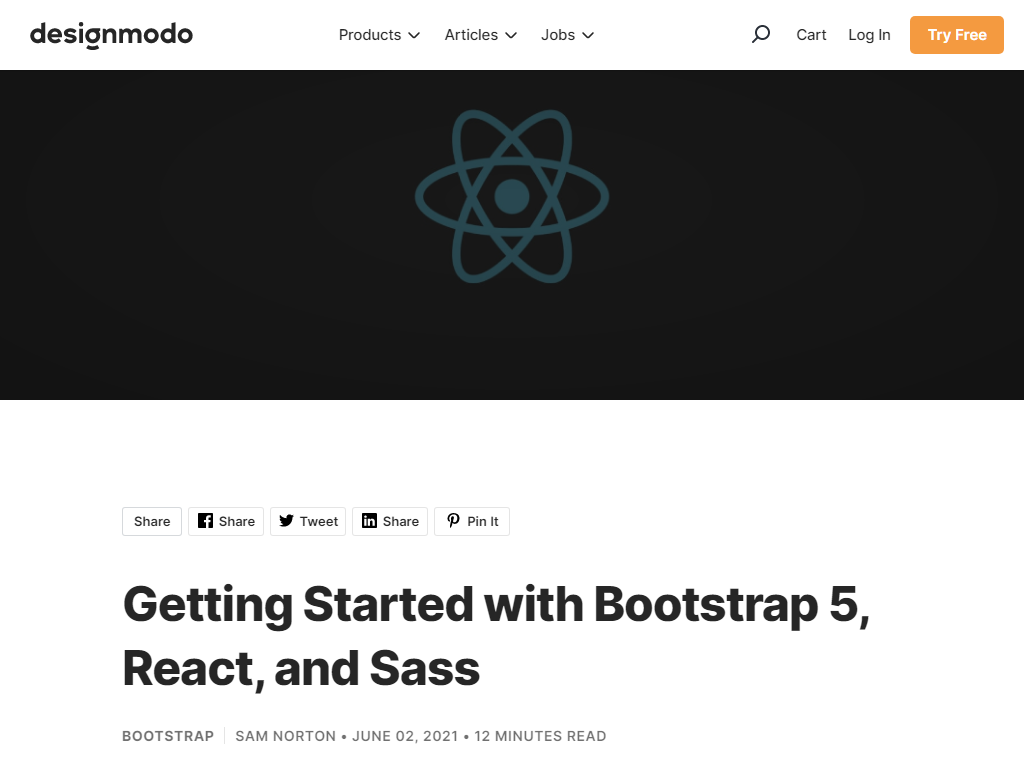 designmodo Products Articles Jobs Cart Log In Try Free
Share Share Tweet Share Pin It
Getting Started with Bootstrap 5,
React, and Sass
BOOTSTRAP SAM NORTON • JUNE 02, 2021 • 12 MINUTES READ